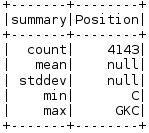 +-------+--------+
|summary|Position|
+-------+--------+
|  count|    4143|
|   mean|    null|
| stddev|    null|
|    min|       C|
|    max|     GKC|
+-------+--------+